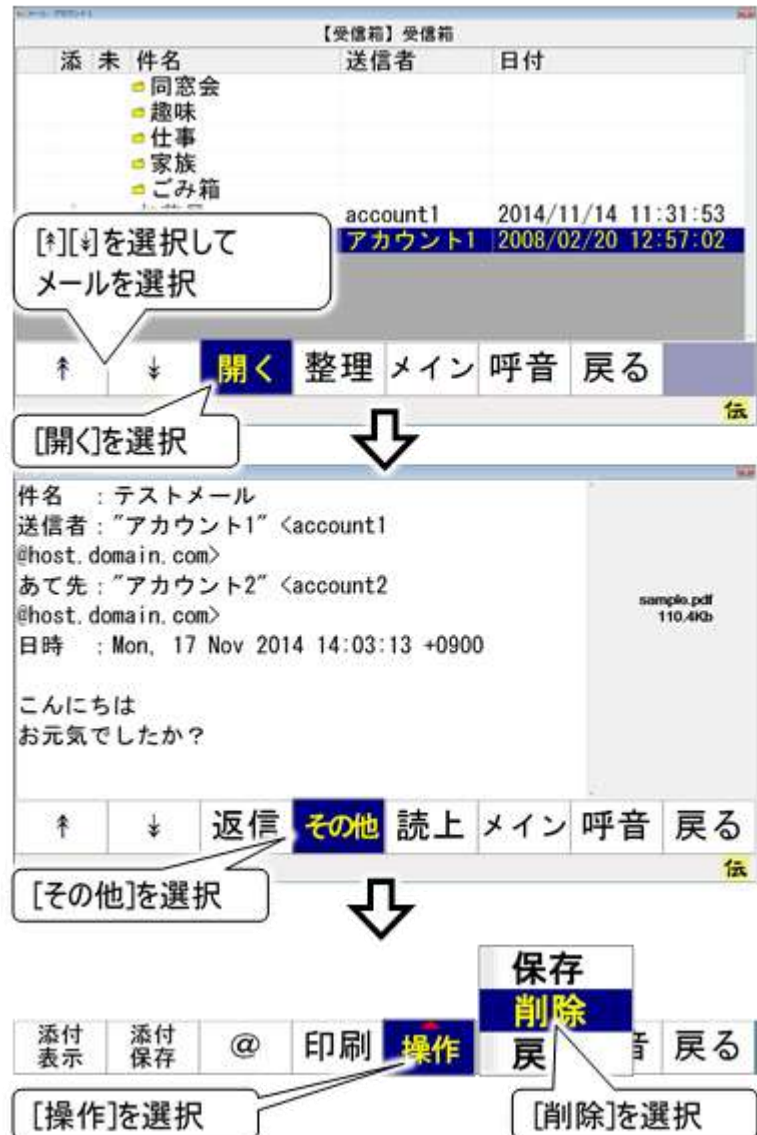 【受信箱】受信箱
添 未 件名 送信者 日付
同窓会
趣味
仕事
家族
ごみ箱
account1 2014/11/14 11:31:53
アカウント1 2008/02/20 12:57:02
[↟][↡]を選択して
メールを選択
↟ ↡ 開く 整理 メイン 呼音 戻る
伝
[開く]を選択
件名 :テストメール
送信者:"アカウント1" <account1
@host.domain.com>
あて先:"アカウント2" <account2
@host.domain.com>
日時 :Mon, 17 Nov 2014 14:03:13 +0900
sample.pdf
110.4Kb
こんにちは
お元気でしたか?
↟ ↡ 返信 その他 読上 メイン 呼音 戻る
伝
[その他]を選択
保存
削除
戻
添付表示 添付保存 @ 印刷 操作 音 戻る
[操作]を選択
[削除]を選択